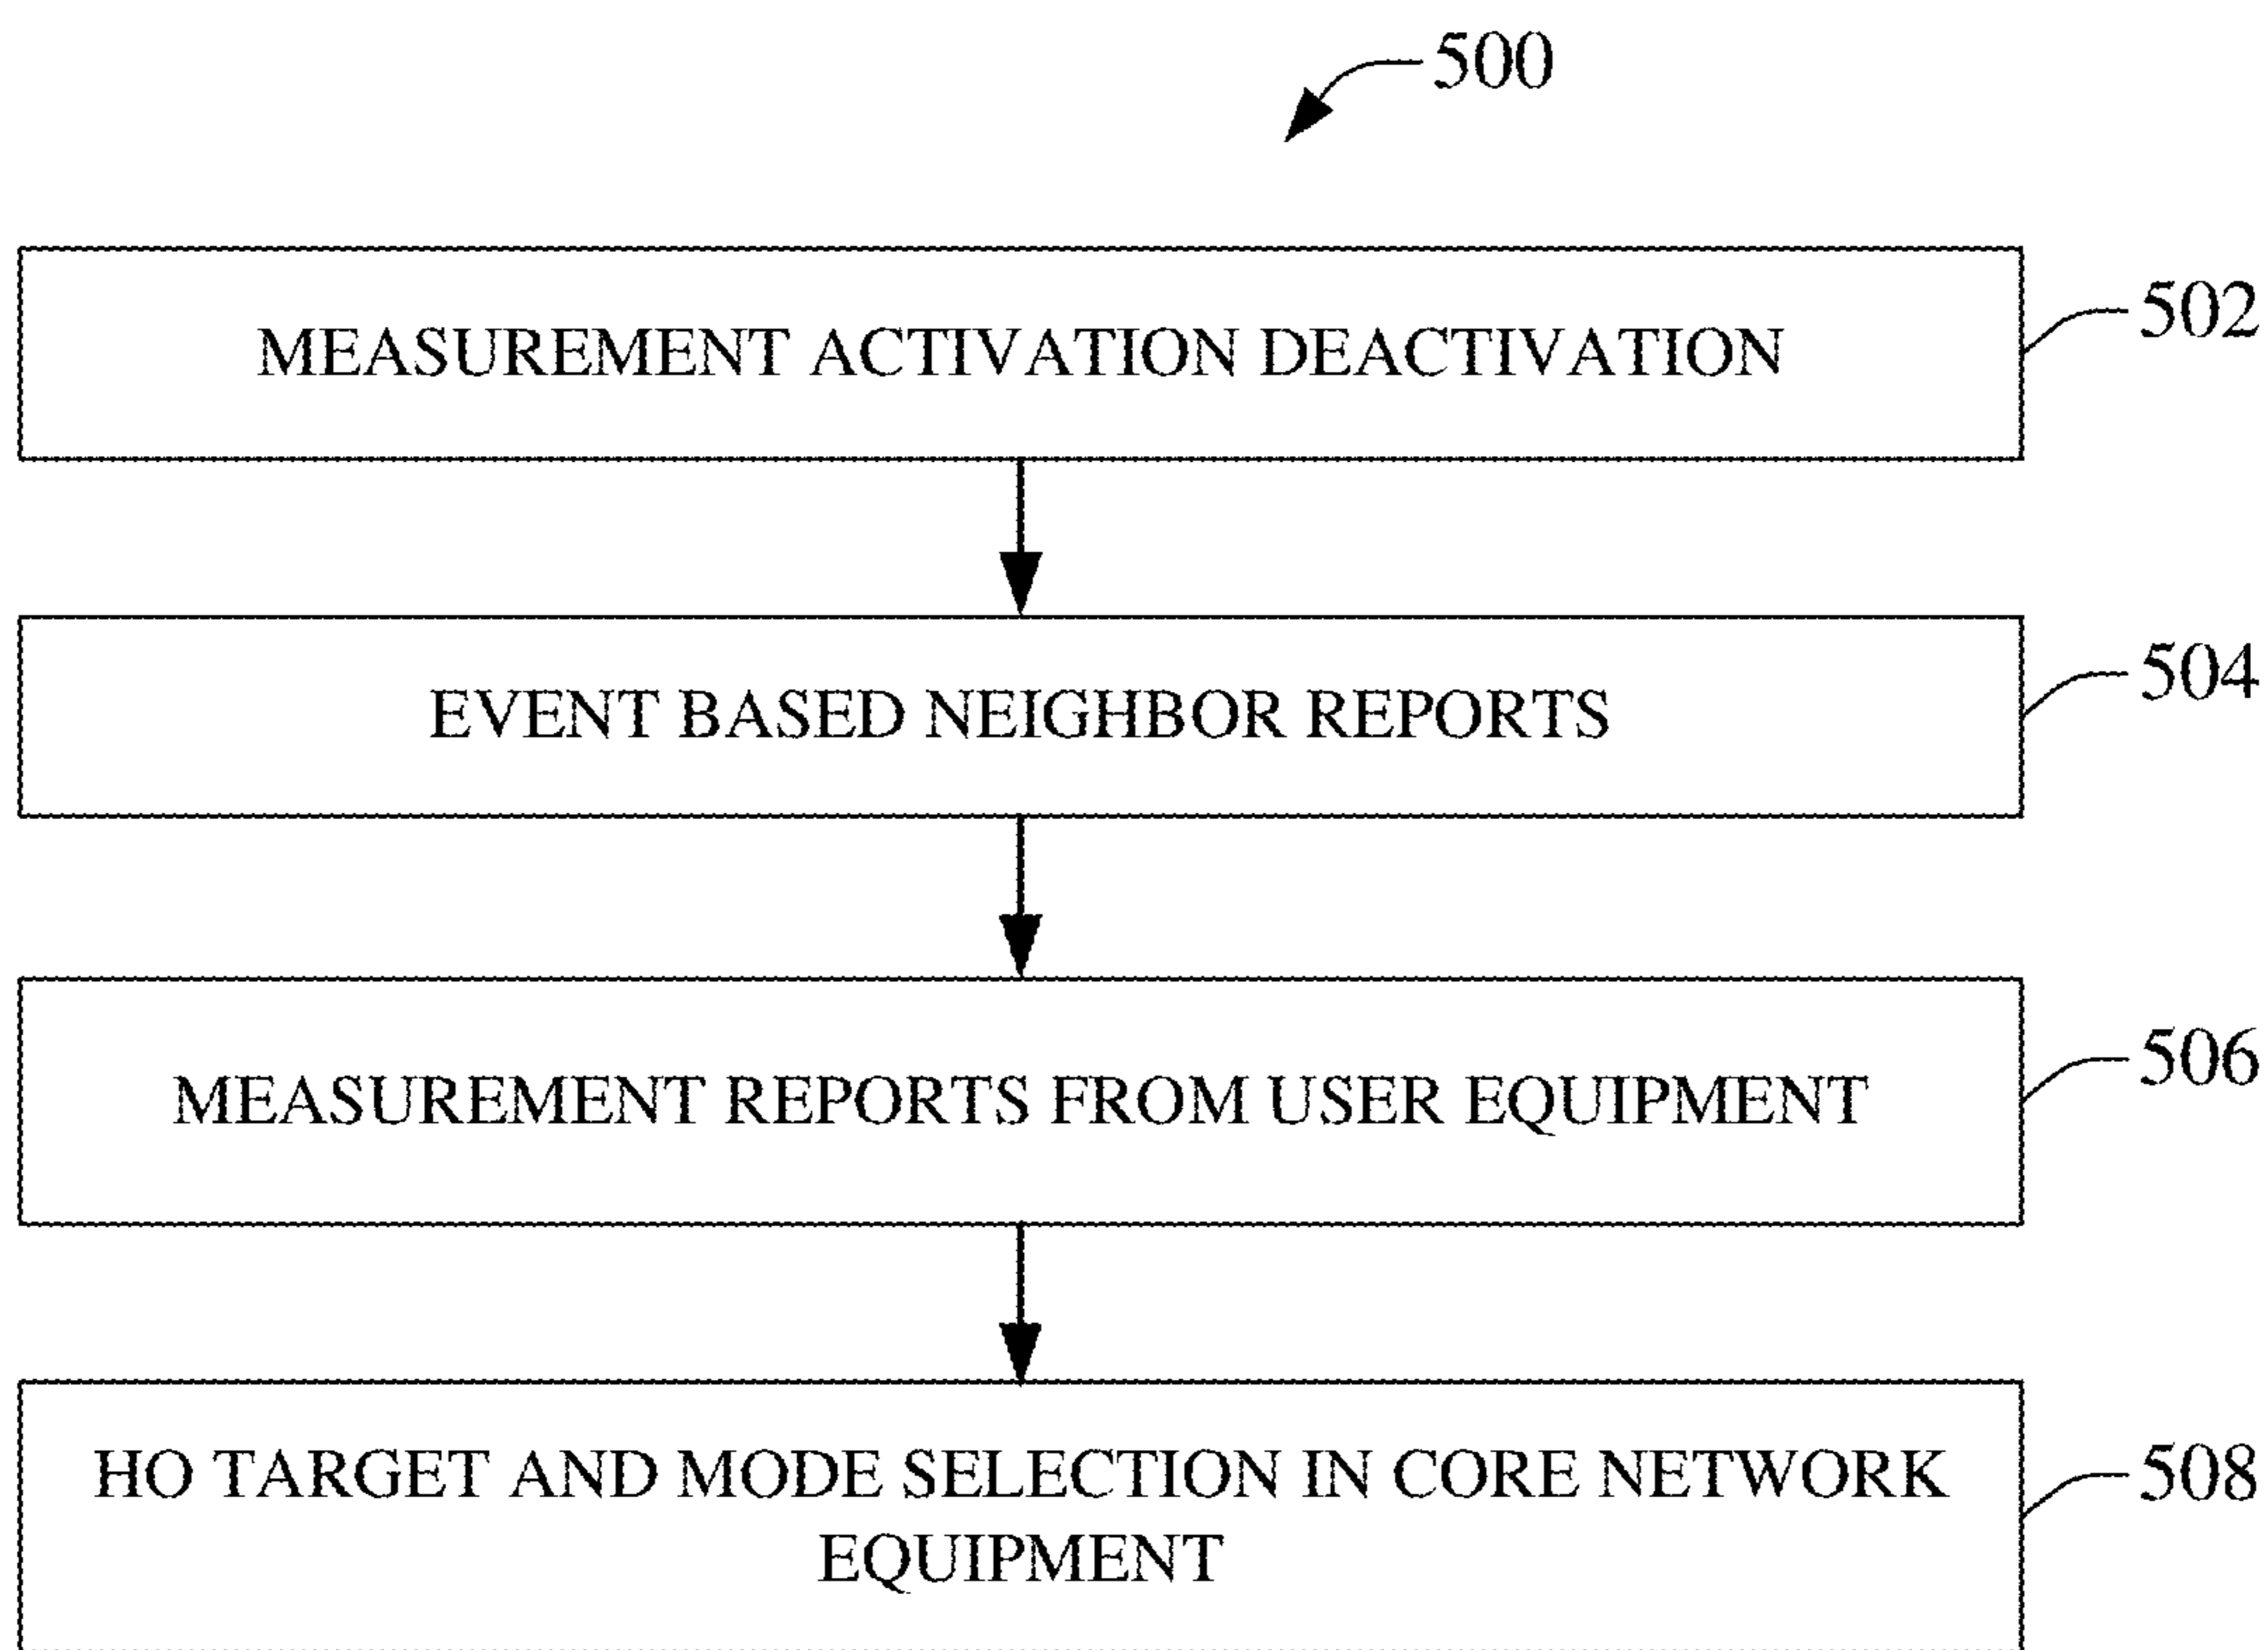 500
MEASUREMENT ACTIVATION DEACTIVATION
502
EVENT BASED NEIGHBOR REPORTS
504
MEASUREMENT REPORTS FROM USER EQUIPMENT
506
HO TARGET AND MODE SELECTION IN CORE NETWORK
EQUIPMENT
508